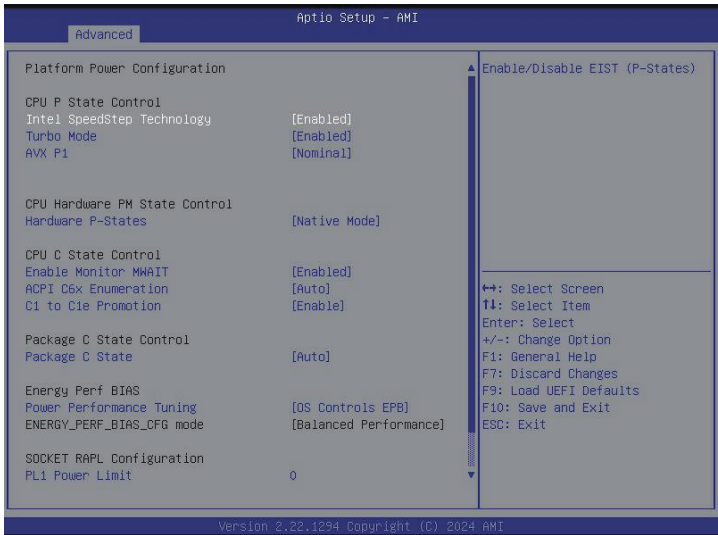 Aptio Setup – AMI
Advanced
Platform Power Configuration
CPU P State Control
Intel SpeedStep Technology [Enabled]
Turbo Mode [Enabled]
AVX P1 [Nominal]
CPU Hardware PM State Control
Hardware P-States [Native Mode]
CPU C State Control
Enable Monitor MWAIT [Enabled]
ACPI C6x Enumeration [Auto]
C1 to C1e Promotion [Enable]
Package C State Control
Package C State [Auto]
Energy Perf BIAS
Power Performance Tuning [OS Controls EPB]
ENERGY_PERF_BIAS_CFG mode [Balanced Performance]
SOCKET RAPL Configuration
PL1 Power Limit 0
Enable/Disable EIST (P-States)
↔: Select Screen
↑↓: Select Item
Enter: Select
+/-: Change Option
F1: General Help
F7: Discard Changes
F9: Load UEFI Defaults
F10: Save and Exit
ESC: Exit
Version 2.22.1294 Copyright (C) 2024 AMI